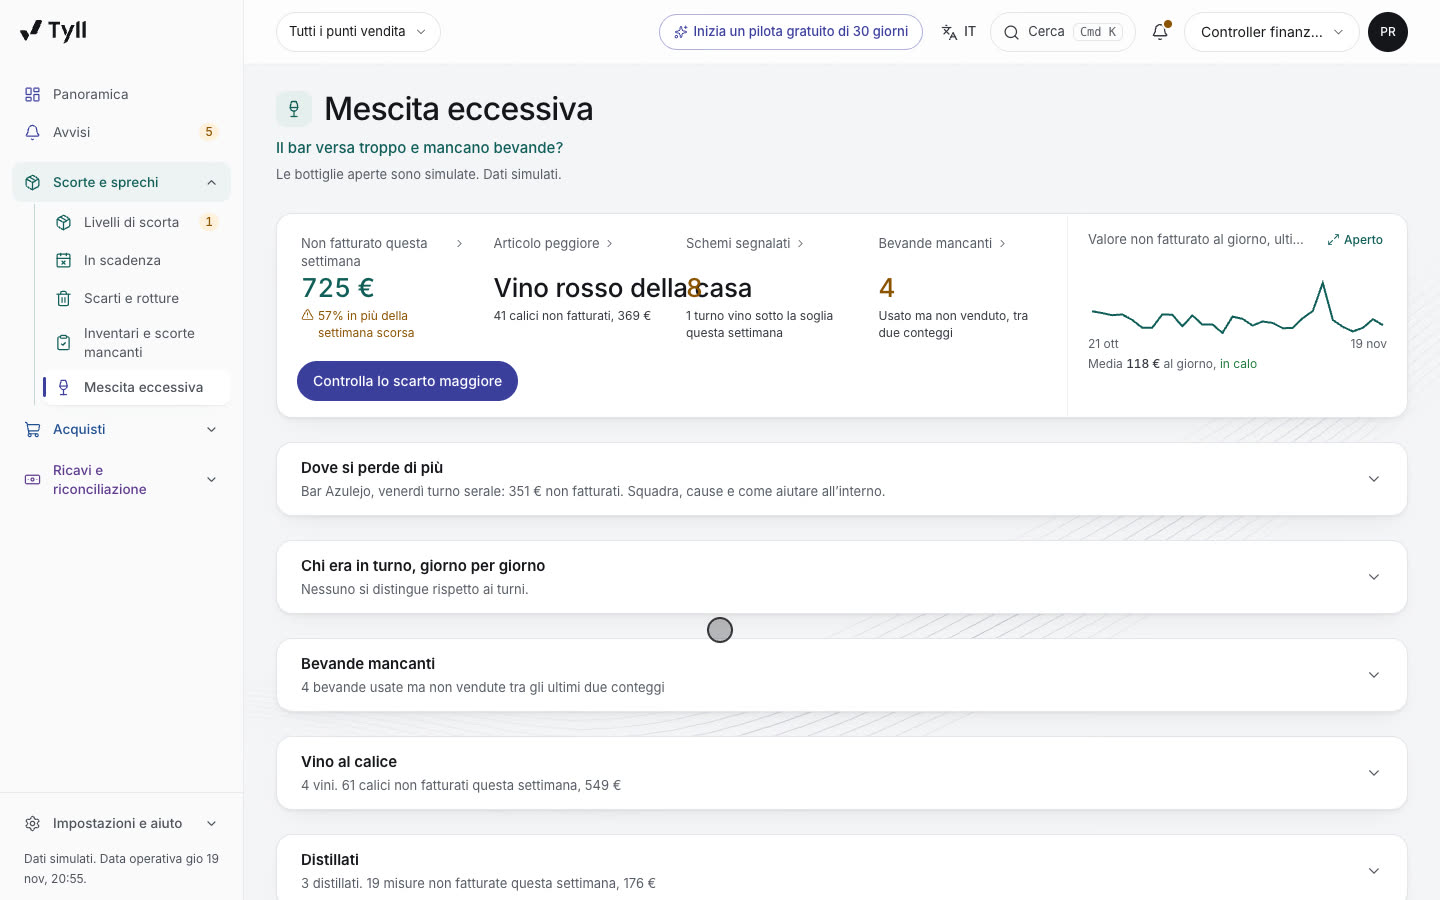 Tyll
Tutti i punti vendita
Inizia un pilota gratuito di 30 giorni
IT
Cerca
Cmd K
Controller finanz...
PR
Panoramica
Avvisi
5
Scorte e sprechi
Livelli di scorta
1
In scadenza
Scarti e rotture
Inventari e scorte
mancanti
Mescita eccessiva
Acquisti
Ricavi e
riconciliazione
Impostazioni e aiuto
Dati simulati. Data operativa gio 19
nov, 20:55.
Mescita eccessiva
Il bar versa troppo e mancano bevande?
Le bottiglie aperte sono simulate. Dati simulati.
Non fatturato questa
settimana
725 €
57% in più della
settimana scorsa
Articolo peggiore
Vino rosso della casa
41 calici non fatturati, 369 €
Schemi segnalati
8
1 turno vino sotto la soglia
questa settimana
Bevande mancanti
4
Usato ma non venduto, tra
due conteggi
Controlla lo scarto maggiore
Valore non fatturato al giorno, ulti...
Aperto
21 ott
19 nov
Media 118 € al giorno, in calo
Dove si perde di più
Bar Azulejo, venerdì turno serale: 351 € non fatturati. Squadra, cause e come aiutare all’interno.
Chi era in turno, giorno per giorno
Nessuno si distingue rispetto ai turni.
Bevande mancanti
4 bevande usate ma non vendute tra gli ultimi due conteggi
Vino al calice
4 vini. 61 calici non fatturati questa settimana, 549 €
Distillati
3 distillati. 19 misure non fatturate questa settimana, 176 €